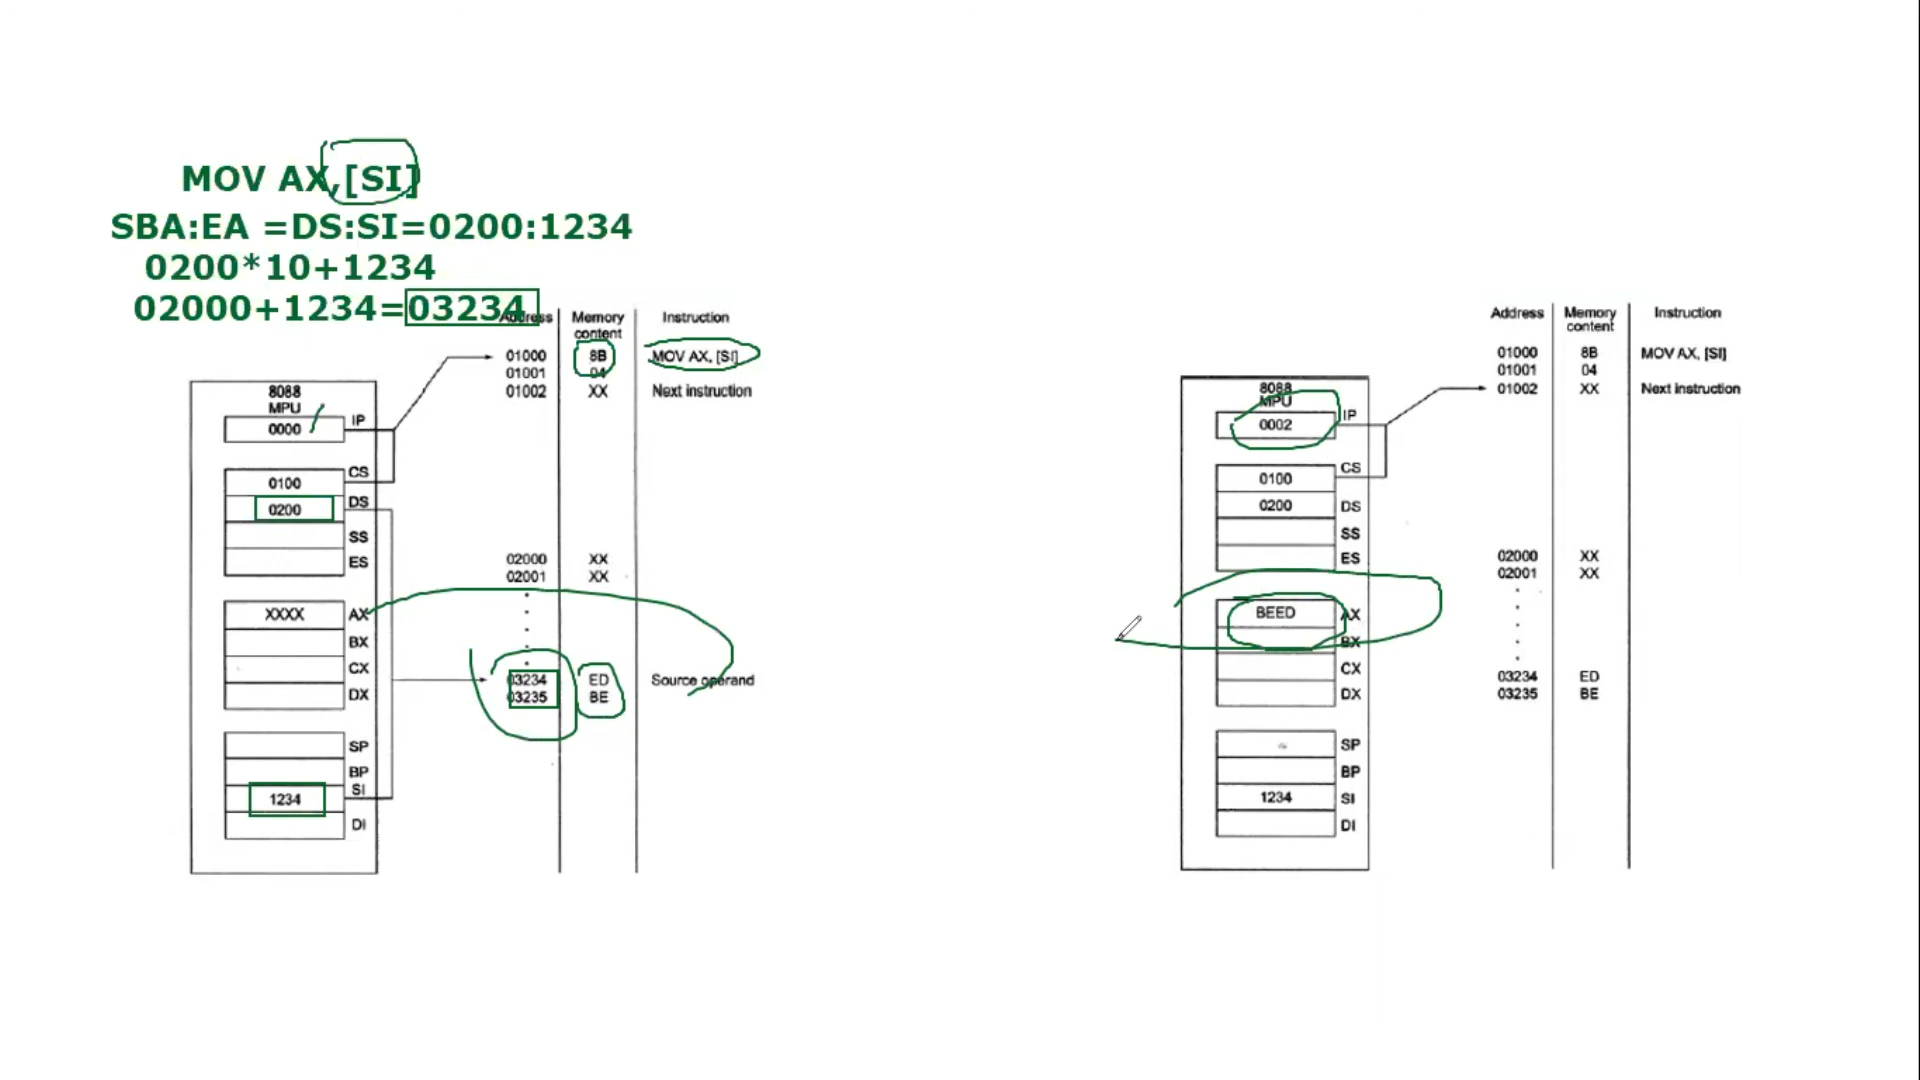 MOV AX,[SI]
SBA:EA =DS:SI=0200:1234
0200*10+1234
02000+1234=03234
Address Memory content Instruction
01000 8B MOV AX, [SI]
01001 04
01002 XX Next instruction
8088
MPU
0000 IP
0100 CS
0200 DS
SS
ES
02000 XX
02001 XX
XXXX AX
BX
CX
DX
03234 ED Source operand
03235 BE
SP
BP
1234 SI
DI
Address Memory content Instruction
01000 8B MOV AX, [SI]
01001 04
01002 XX Next instruction
8088
MPU
0002 IP
0100 CS
0200 DS
SS
ES
02000 XX
02001 XX
BEED AX
BX
CX
DX
03234 ED
03235 BE
SP
BP
1234 SI
DI